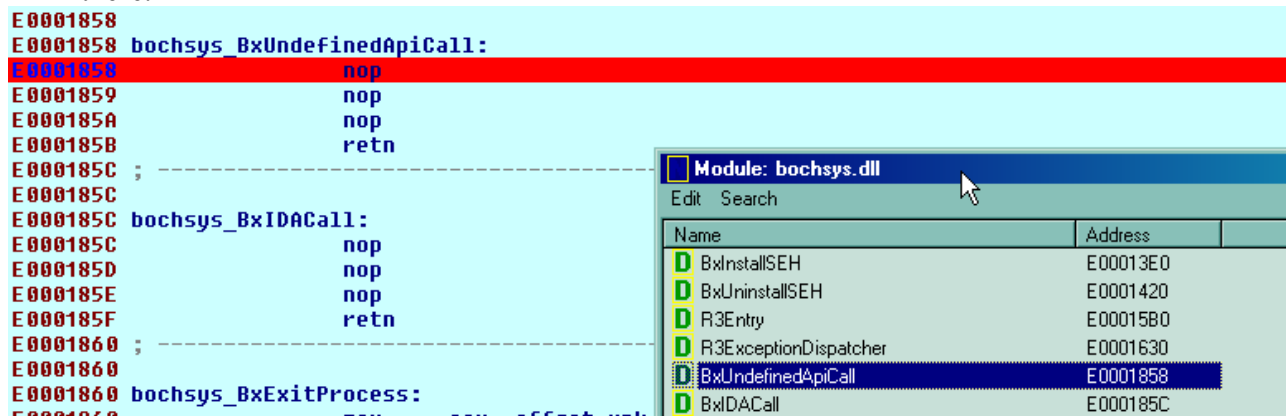 E0001858
E0001858 bochsys_BxUndefinedApiCall:
E0001858 nop
E0001859 nop
E000185A nop
E000185B retn
E000185C ; ---------------------------------------------
E000185C
E000185C bochsys_BxIDACall:
E000185C nop
E000185D nop
E000185E nop
E000185F retn
E0001860 ; ---------------------------------------------
E0001860
E0001860 bochsys_BxExitProcess:
Module: bochsys.dll
Edit Search
Name Address
D BxInstallSEH E00013E0
D BxUninstallSEH E0001420
D R3Entry E00015B0
D R3ExceptionDispatcher E0001630
D BxUndefinedApiCall E0001858
D BxIDACall E000185C